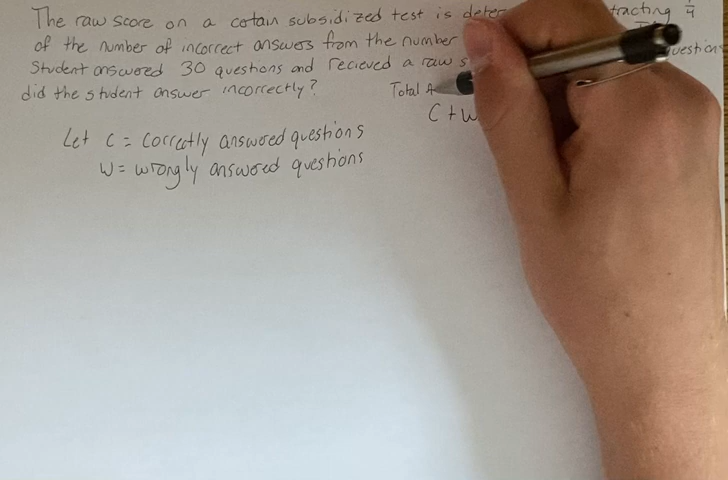 The raw score on a certain subsidized test is tracting 1/4
of the number of incorrect answers from the number
Student answered 30 questions and recieved a raw questions
did the student answer incorrectly?
Total
C + W
Let C = Correctly answered questions
W = wrongly answered questions